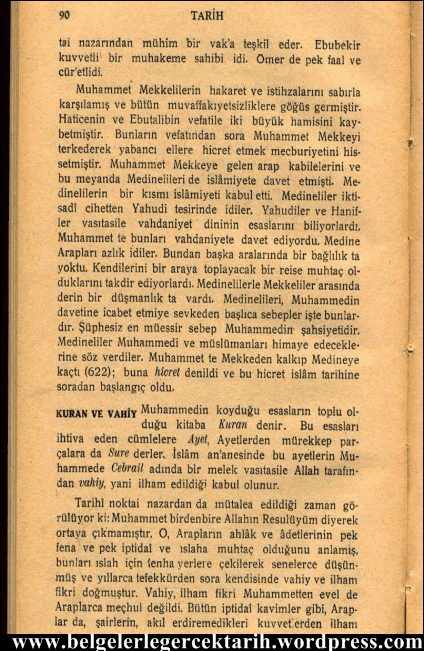 90 TARİH
tai nazarından mühim bir vak'a teşkil eder. Ebubekir
kuvvetli bir muhakeme sahibi idi. Ömer de pek faal ve
cür'etlidi.
Muhammet Mekkelilerin hakaret ve istihzalarını sabırla
karşılamış ve bütün muvaffakıyetsizliklere göğüs germiştir.
Haticenin ve Ebutalibin vefatile iki büyük hamisini kay-
betmiştir. Bunların vefatından sora Muhammet Mekkeyi
terkederek yabancı ellere hicret etmek mecburiyetini his-
setmiştir. Muhammet Mekkeye gelen arap kabilelerini ve
bu meyanda Medinelileri de islâmiyete davet etmişti. Me-
dinelilerin bir kısmı islâmiyeti kabul etti. Medineliler ikti-
sadî cihetten Yahudi tesirinde idiler. Yahudiler ve Hanif-
ler vasıtasile vahdaniyet dininin esaslarını biliyorlardı.
Muhammet te bunları vahdaniyete davet ediyordu. Medine
Arapları azlık idiler. Bundan başka aralarında bir bağlılık ta
yoktu. Kendilerini bir araya toplayacak bir reise muhtaç ol-
duklarını takdir ediyorlardı. Medinelilerle Mekkeliler arasında
derin bir düşmanlık ta vardı. Medinelileri, Muhammedin
davetine icabet etmiye sevkeden başlıca sebepler işte bunlar-
dır. Şüphesiz en müessir sebep Muhammedin şahsiyetidir.
Medineliler Muhammedi ve müslümanları himaye edecekle-
rine söz verdiler. Muhammet te Mekkeden kalkıp Medineye
kaçtı (622); buna hicret denildi ve bu hicret islâm tarihine
soradan başlangıç oldu.
KURAN VE VAHİY Muhammedin koyduğu esasların toplu ol-
duğu kitaba Kuran denir. Bu esasları
ihtiva eden cümlelere Ayet, Ayetlerden mürekkep par-
çalara da Sure derler. İslâm an'anesinde bu ayetlerin Mu-
hammede Cebrail adında bir melek vasıtasile Allah tarafın-
dan vahiy, yani ilham edildiği kabul olunur.
Tarihî noktai nazardan da mütalea edildiği zaman gö-
rülüyor ki: Muhammet birdenbire Allahın Resulüyüm diyerek
ortaya çıkmamıştır. O, Arapların ahlâk ve âdetlerinin pek
fena ve pek iptidaî ve ıslaha muhtaç olduğunu anlamış,
bunları ıslah için tenha yerlere çekilerek senelerce düşün-
müş ve yıllarca tefekkürden sora kendisinde vahiy ve ilham
fikri doğmuştur. Vahiy, ilham fikri Muhammetten evel de
Araplarca meçhul değildi. Bütün iptidaî kavimler gibi, Arap-
lar da, şairlerin, akıl erdiremedikleri kuvvetlerden ilham
www.belgelerlegercektarih.wordpress.com